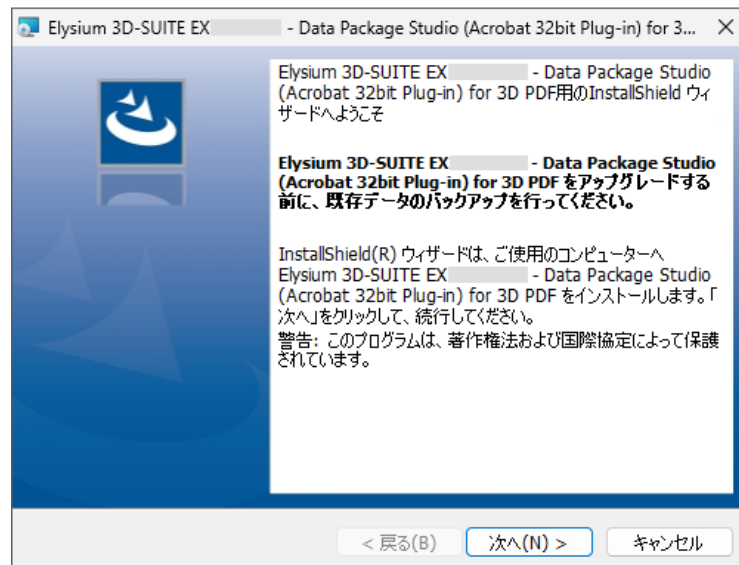 Elysium 3D-SUITE EX - Data Package Studio (Acrobat 32bit Plug-in) for 3...
Elysium 3D-SUITE EX - Data Package Studio
(Acrobat 32bit Plug-in) for 3D PDF用のInstallShield ウィ
ザードへようこそ
Elysium 3D-SUITE EX - Data Package Studio
(Acrobat 32bit Plug-in) for 3D PDF をアップグレードする
前に、既存データのバックアップを行ってください。
InstallShield(R) ウィザードは、ご使用のコンピューターへ
Elysium 3D-SUITE EX - Data Package Studio
(Acrobat 32bit Plug-in) for 3D PDF をインストールします。「
次へ」をクリックして、続行してください。
警告: このプログラムは、著作権法および国際協定によって保護
されています。
< 戻る(B) 次へ(N) > キャンセル